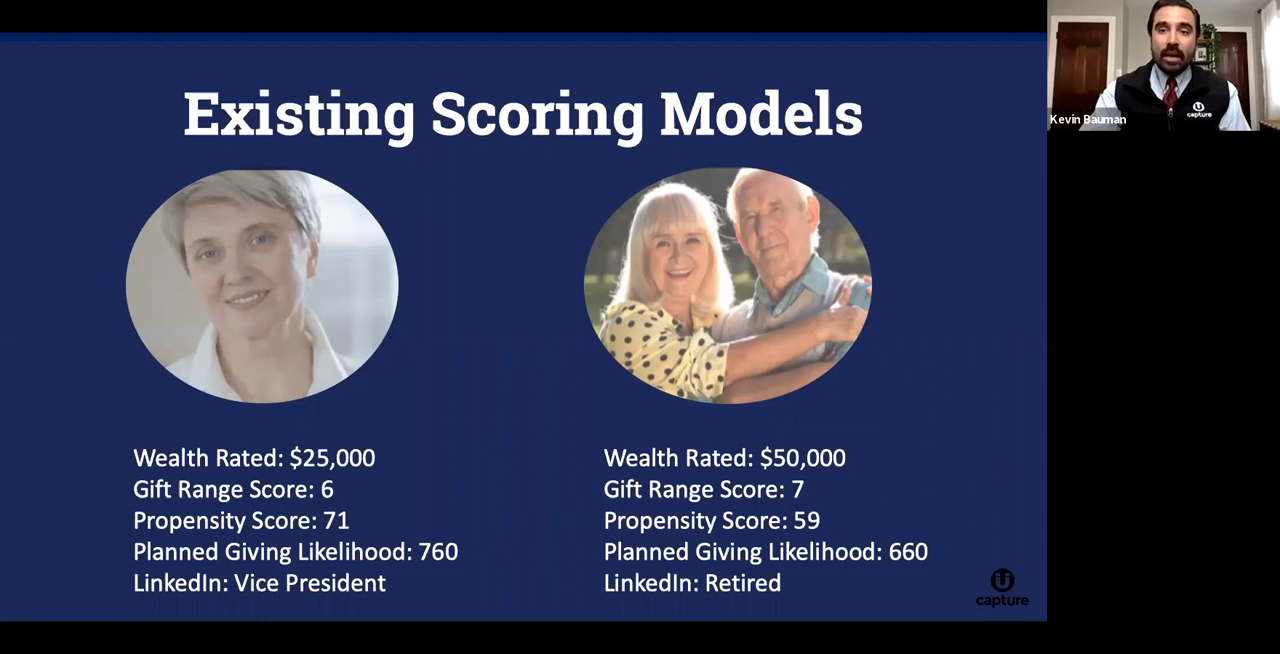 Existing Scoring Models
Wealth Rated: $25,000
Gift Range Score: 6
Propensity Score: 71
Planned Giving Likelihood: 760
LinkedIn: Vice President
Wealth Rated: $50,000
Gift Range Score: 7
Propensity Score: 59
Planned Giving Likelihood: 660
LinkedIn: Retired
capture
capture
Kevin Bauman